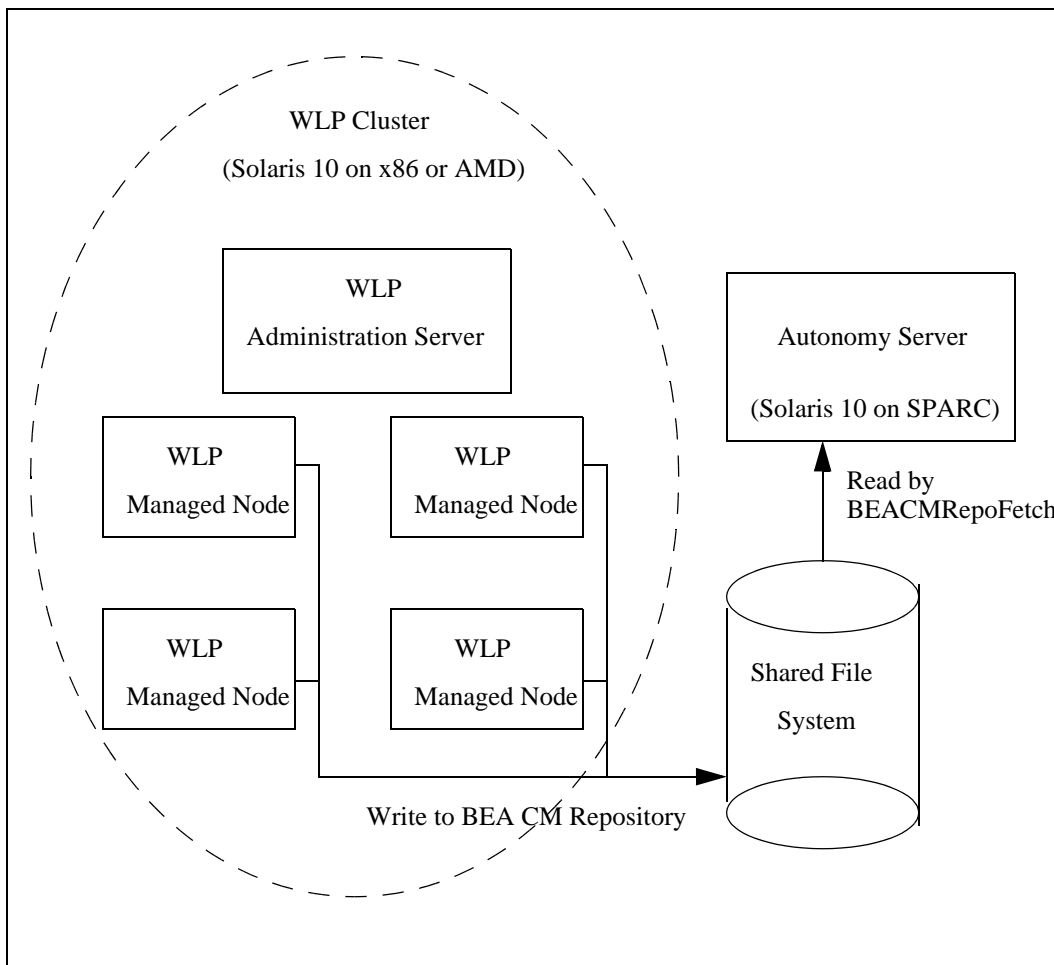 WLP Cluster
(Solaris 10 on x86 or AMD)
WLP
Administration Server
Autonomy Server
(Solaris 10 on SPARC)
WLP
Managed Node
WLP
Managed Node
Read by
BEACMRepoFetch
WLP
Managed Node
WLP
Managed Node
Shared File
System
Write to BEA CM Repository